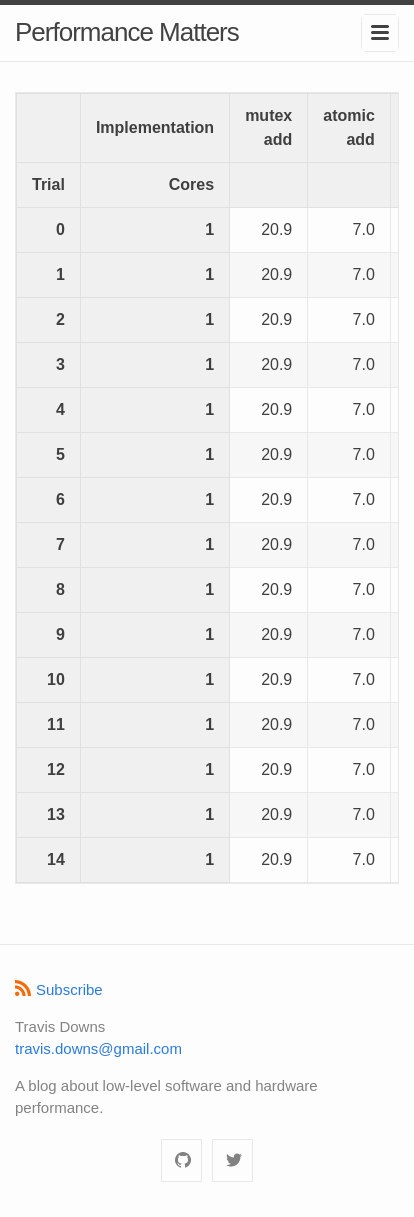 Performance Matters
Implementation mutex add atomic add
Trial Cores
0 1 20.9 7.0
1 1 20.9 7.0
2 1 20.9 7.0
3 1 20.9 7.0
4 1 20.9 7.0
5 1 20.9 7.0
6 1 20.9 7.0
7 1 20.9 7.0
8 1 20.9 7.0
9 1 20.9 7.0
10 1 20.9 7.0
11 1 20.9 7.0
12 1 20.9 7.0
13 1 20.9 7.0
14 1 20.9 7.0
Subscribe
Travis Downs
travis.downs@gmail.com
A blog about low-level software and hardware
performance.